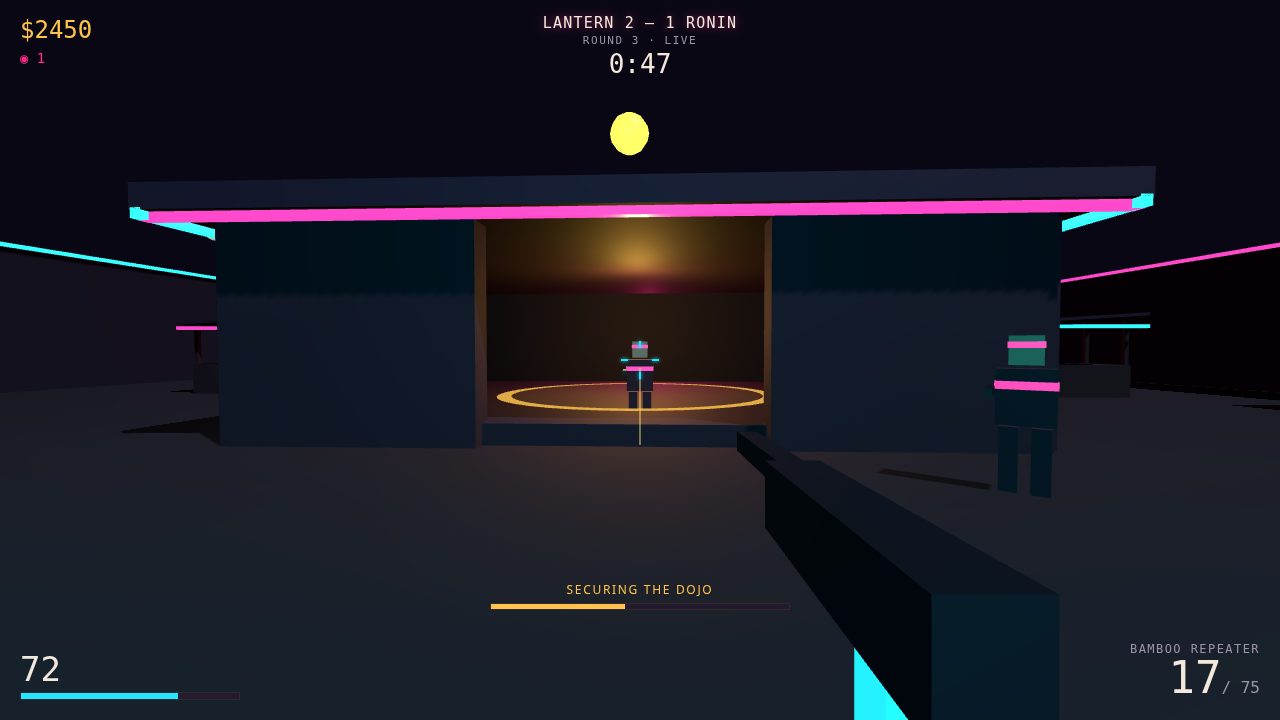 $2450
◉ 1
LANTERN 2 — 1 RONIN
ROUND 3 · LIVE
0:47
SECURING THE DOJO
72
BAMBOO REPEATER
17 / 75